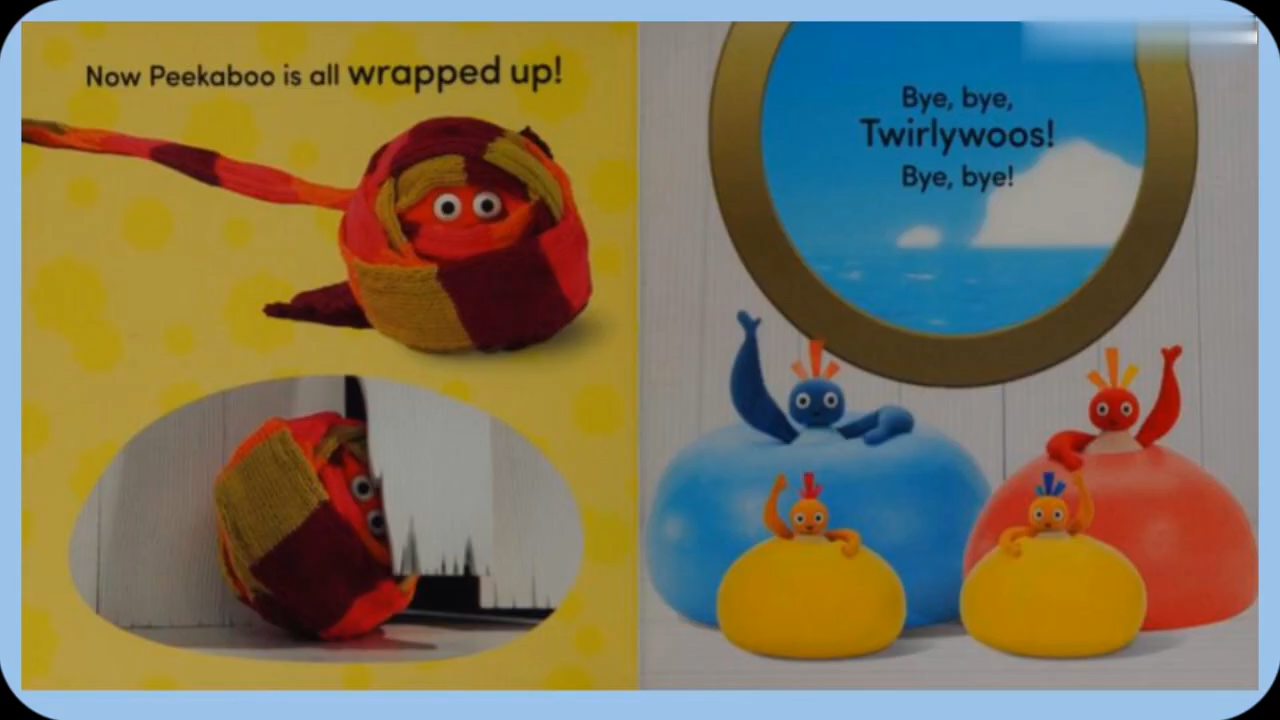 Now Peekaboo is all wrapped up!
Bye, bye,
Twirlywoos!
Bye, bye!